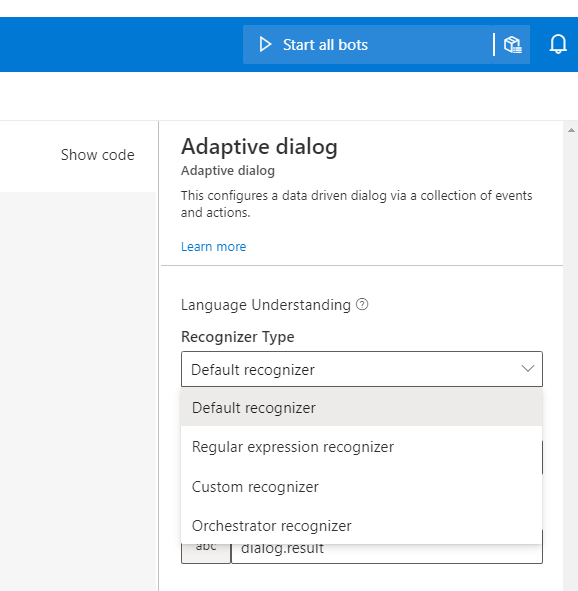 Start all bots
Show code
Adaptive dialog
Adaptive dialog
This configures a data driven dialog via a collection of events
and actions.
Learn more
Language Understanding
Recognizer Type
Default recognizer
Default recognizer
Regular expression recognizer
Custom recognizer
Orchestrator recognizer
abc
dialog.result